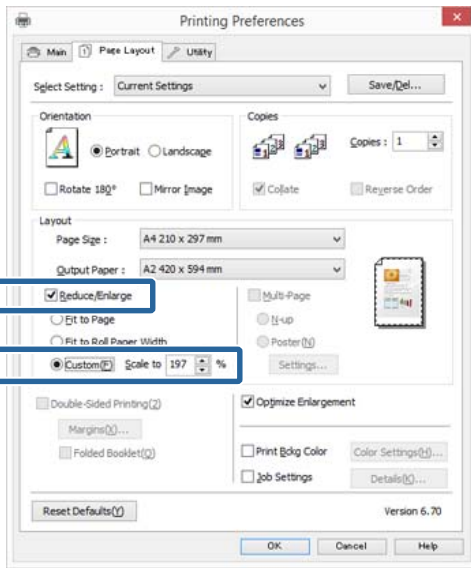 Printing Preferences
Main Page Layout Utility
Select Setting : Current Settings Save/Del...
Orientation Copies
A Portrait Landscape Copies : 1
Rotate 180° Mirror Image Collate Reverse Order
Layout
Page Size : A4 210 x 297 mm
Output Paper : A2 420 x 594 mm
Reduce/Enlarge Multi-Page
Fit to Page N-up
Fit to Roll Paper Width Poster(N)
Custom(F) Scale to 197 % Settings...
Double-Sided Printing(2) Optimize Enlargement
Margins(X)...
Folded Booklet(Q) Print Bckg Color Color Settings(H)...
Job Settings Details(K)...
Reset Defaults(Y) Version 6.70
OK Cancel Help